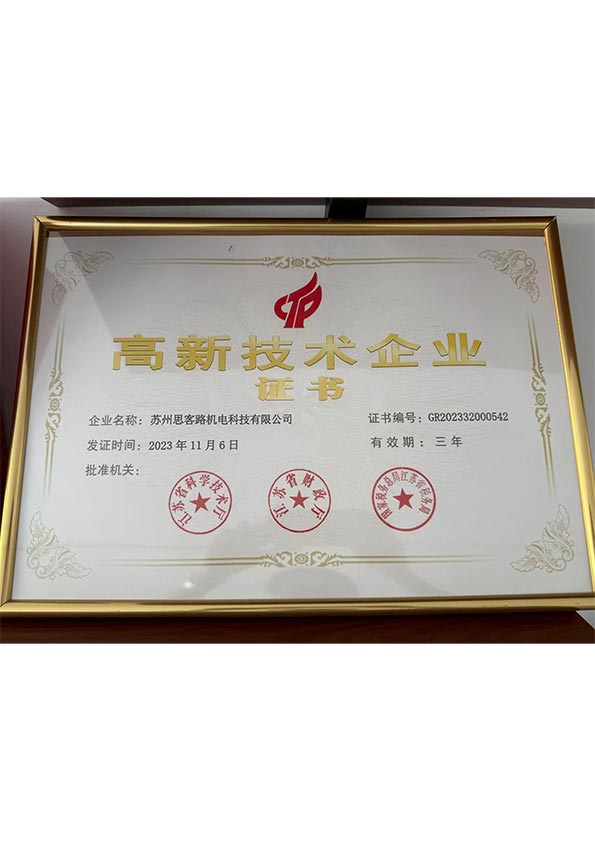 高新技术企业
证书
企业名称：苏州思客路机电科技有限公司
证书编号：GR202332000542
发证时间：2023年11月6日
有效期：三年
批准机关：
江苏省科学技术厅
江苏省财政厅
国家税务总局江苏省税务局